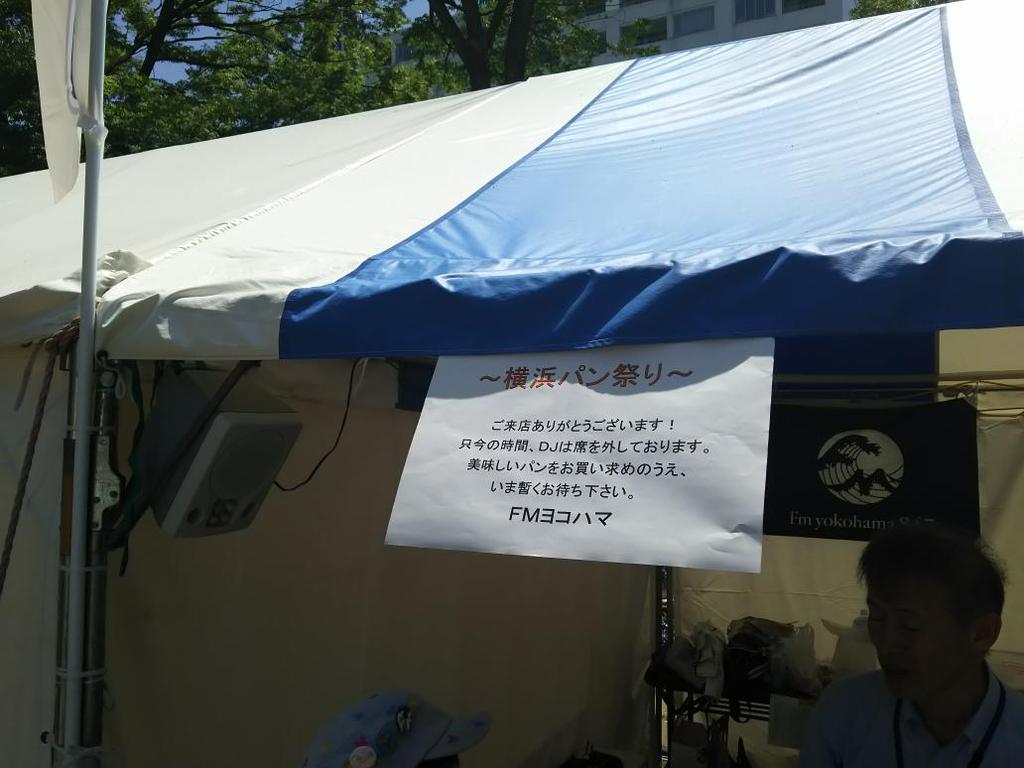 ～横浜パン祭り～
ご来店ありがとうございます！
只今の時間、DJは席を外しております。
美味しいパンをお買い求めのうえ、
いま暫くお待ち下さい。
FMヨコハマ
Fm yokohama